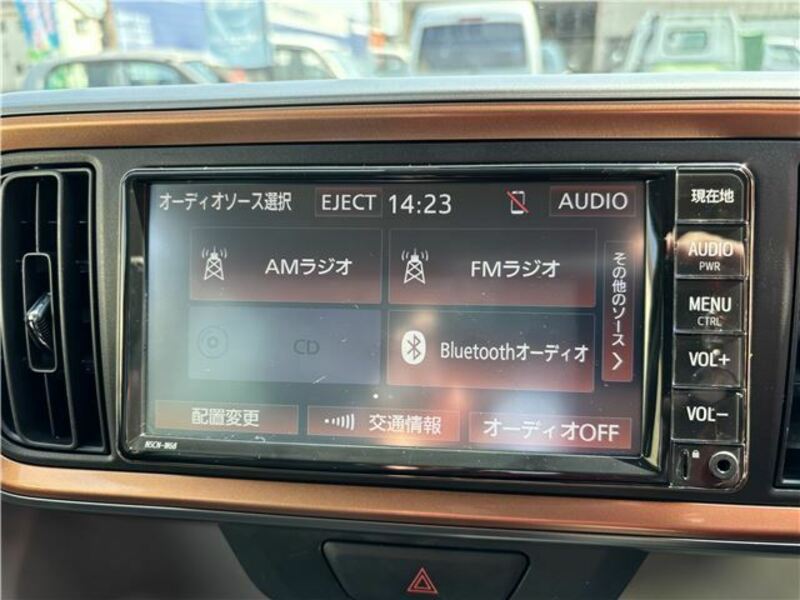 オーディオソース選択 EJECT 14:23 AUDIO
AMラジオ FMラジオ
その他のソース
CD Bluetoothオーディオ
配置変更 交通情報 オーディオOFF
NSCN-W68
現在地
AUDIO
PWR
MENU
CTRL
VOL+
VOL−